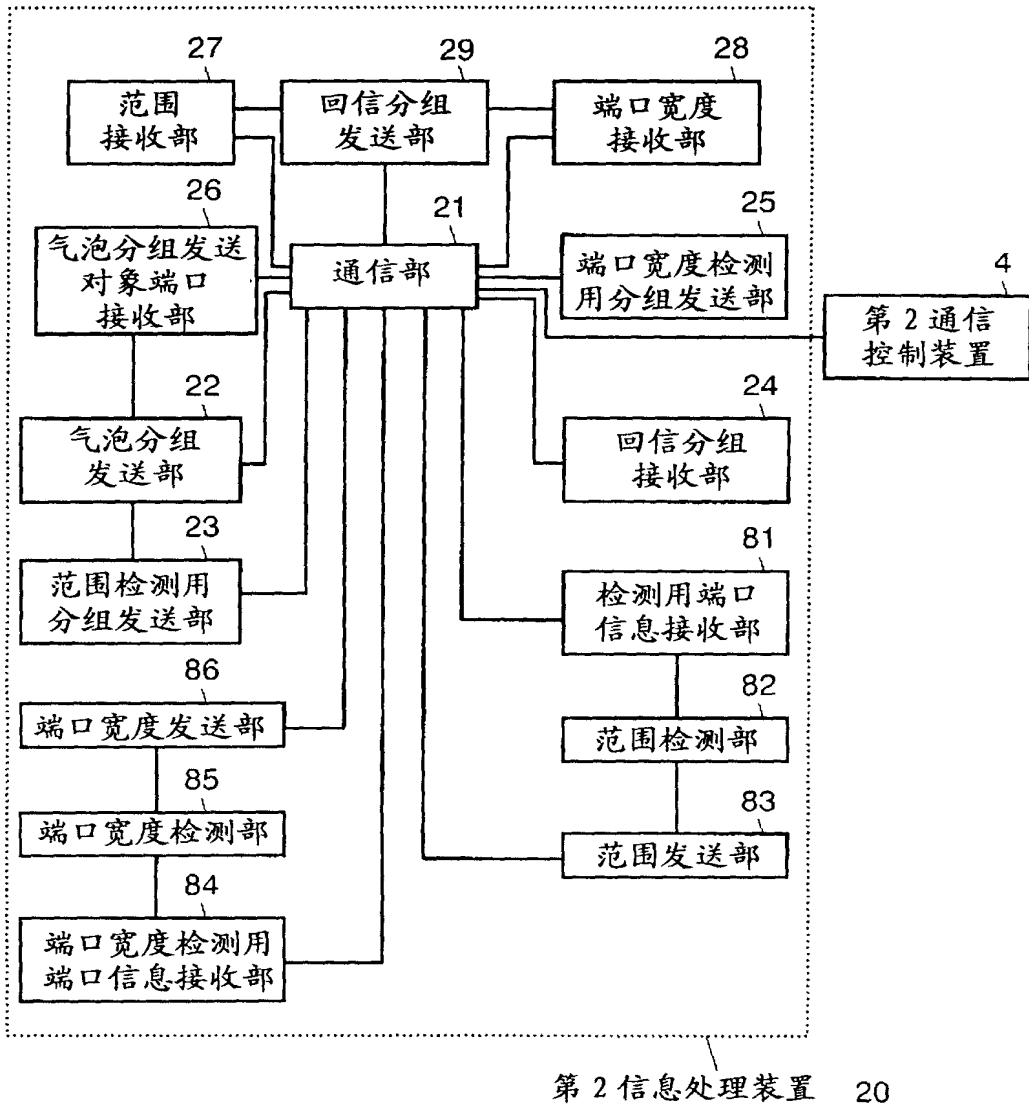 27
29
28
范围
接收部
回信分组
发送部
端口宽度
接收部
26
21
25
气泡分组发送
对象端口
接收部
通信部
端口宽度检测
用分组发送部
4
第2通信
控制装置
22
24
气泡分组
发送部
回信分组
接收部
23
81
范围检测用
分组发送部
检测用端口
信息接收部
86
82
端口宽度发送部
范围检测部
85
83
端口宽度检测部
范围发送部
84
端口宽度检测用
端口信息接收部
第2信息处理装置 20